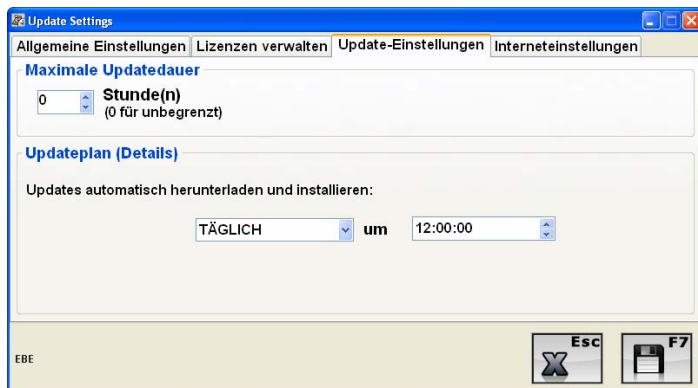 Update Settings
Allgemeine Einstellungen Lizenzen verwalten Update-Einstellungen Interneteinstellungen
Maximale Updatedauer
0 Stunde(n)
(0 für unbegrenzt)
Updateplan (Details)
Updates automatisch herunterladen und installieren:
TÄGLICH um 12:00:00
Esc F7
EBE